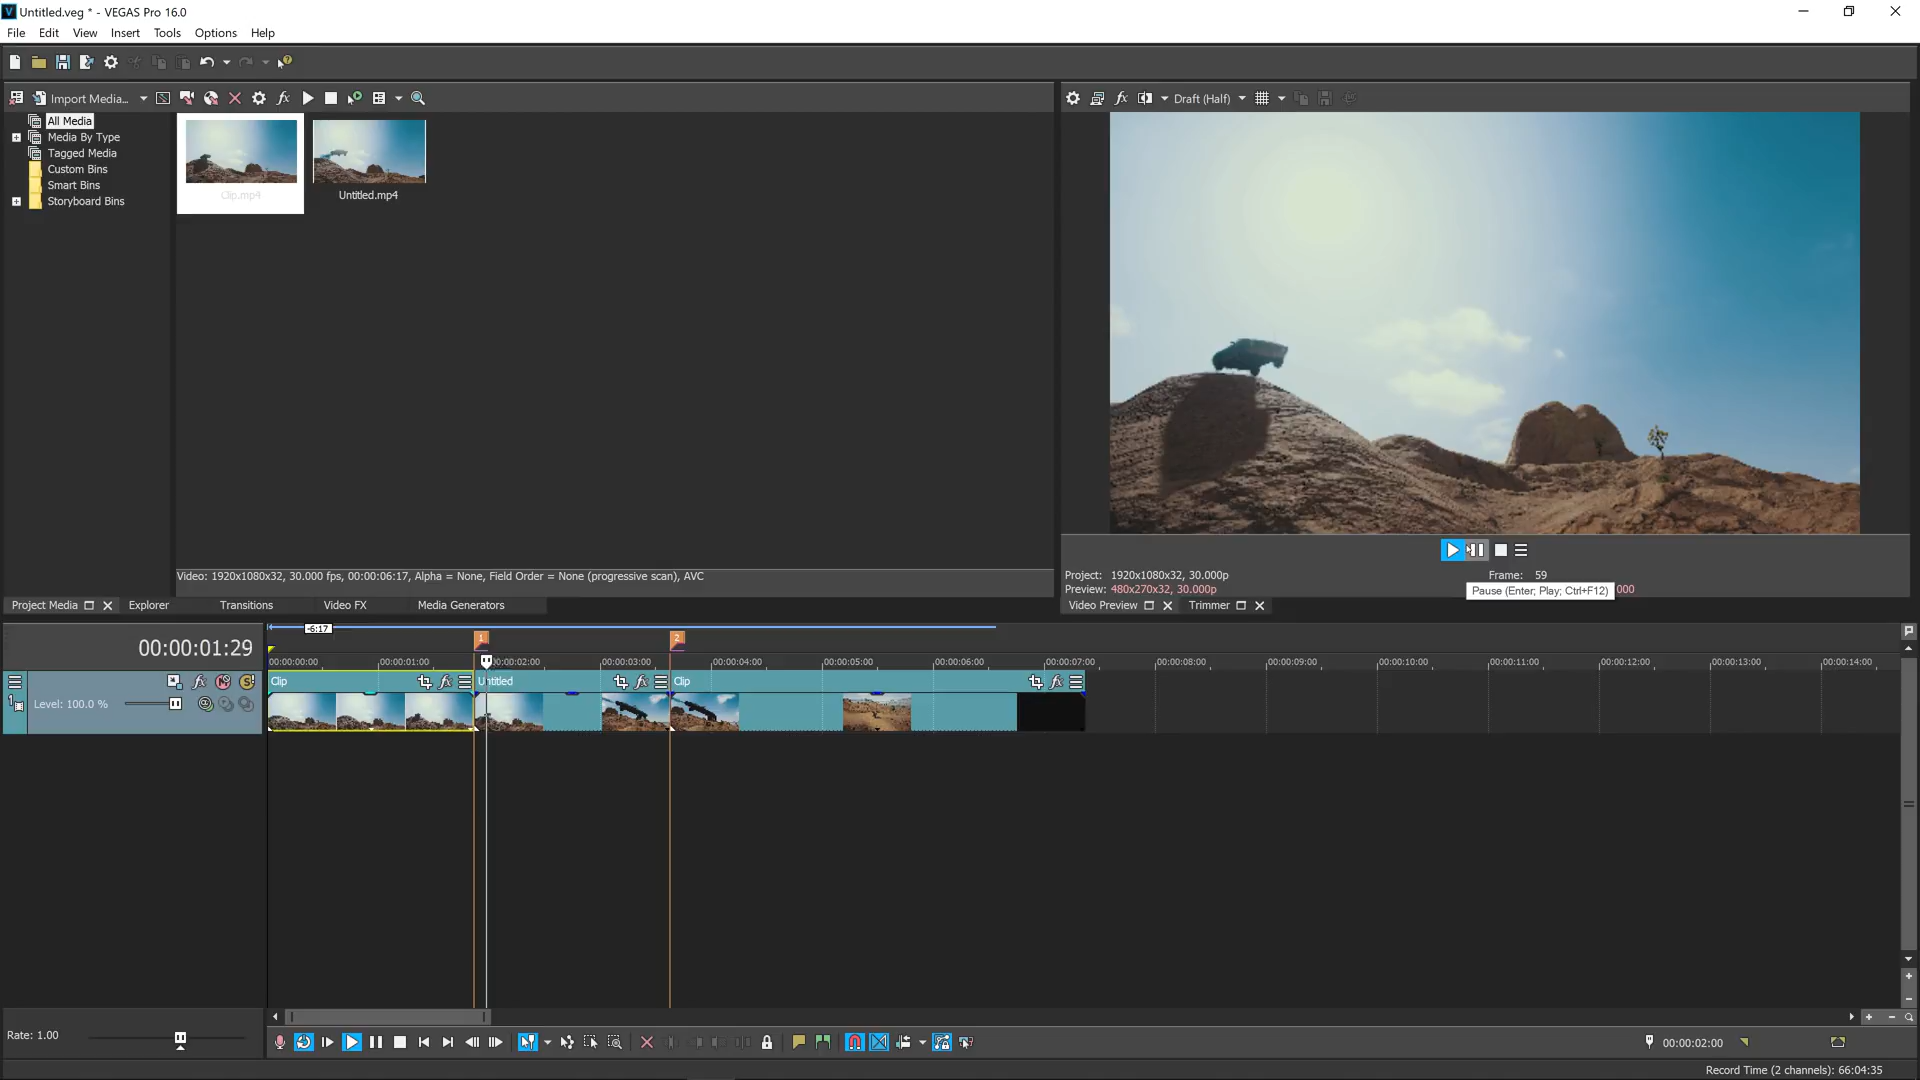 Untitled.veg * - VEGAS Pro 16.0
File Edit View Insert Tools Options Help
Import Media...
Draft (Half)
All Media
Media By Type
Tagged Media
Custom Bins
Smart Bins
Storyboard Bins
Clip.mp4
Untitled.mp4
Video: 1920x1080x32, 30.000 fps, 00:00:06:17, Alpha = None, Field Order = None (progressive scan), AVC
Project: 1920x1080x32, 30.000p
Frame: 59
Preview: 480x270x32, 30.000p
000
Pause (Enter; Play; Ctrl+F12)
Project Media
Explorer
Transitions
Video FX
Media Generators
Video Preview
Trimmer
00:00:01:29
-6:17
1
2
00:00:00:00
00:00:01:00
00:00:02:00
00:00:03:00
00:00:04:00
00:00:05:00
00:00:06:00
00:00:07:00
00:00:08:00
00:00:09:00
00:00:10:00
00:00:11:00
00:00:12:00
00:00:13:00
00:00:14:00
Clip
Untitled
Clip
1
Level: 100.0 %
Rate: 1.00
00:00:02:00
Record Time (2 channels): 66:04:35